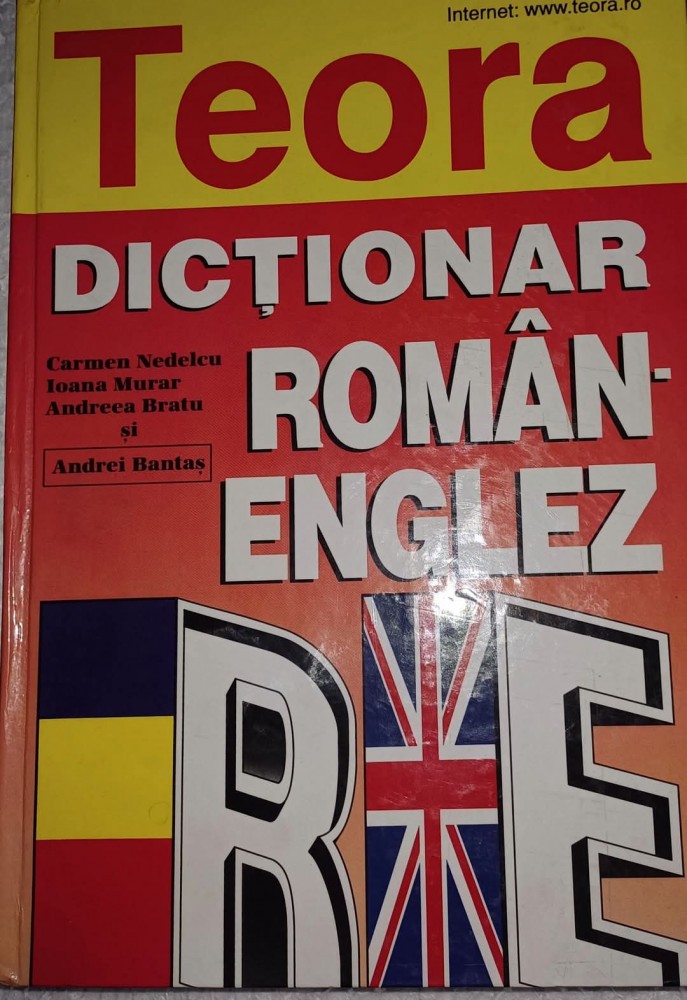 Internet: www.teora.ro
Teora
DICȚIONAR
Carmen Nedelcu
Ioana Murar
Andreea Bratu
și
Andrei Bantaș
ROMÂN-
ENGLEZ
R E